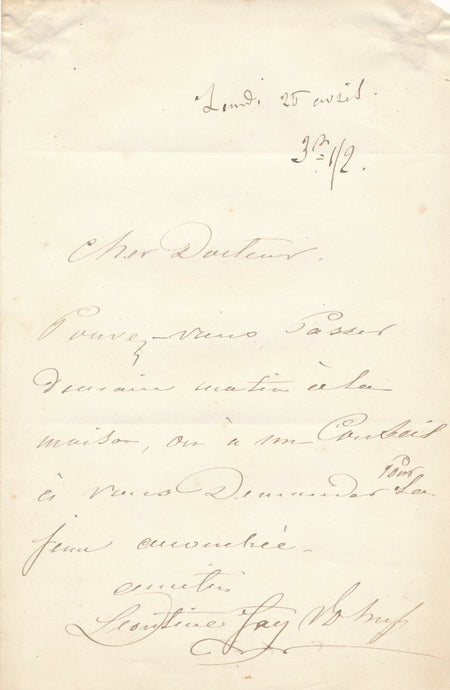 Lundi 25 avril.
3h 1/2.
Cher Docteur.
Pouvez-vous Passer
demain matin à la
maison, on à un Conseil
à vous Demander Pour la
amitiés
Léontine Fay Volnys